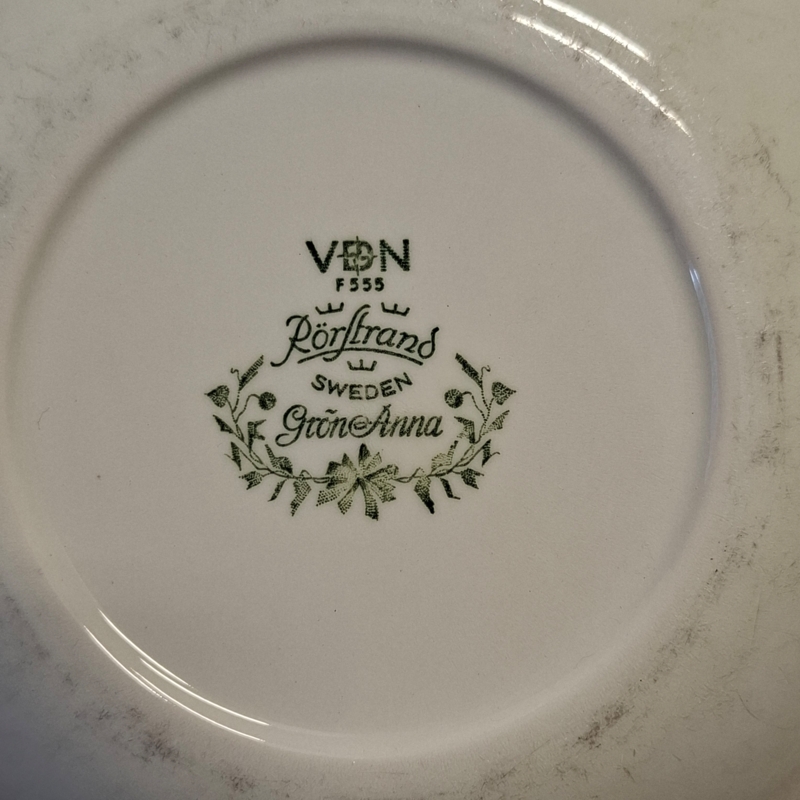 VDN
F555
Rörstrand
SWEDEN
Grön Anna